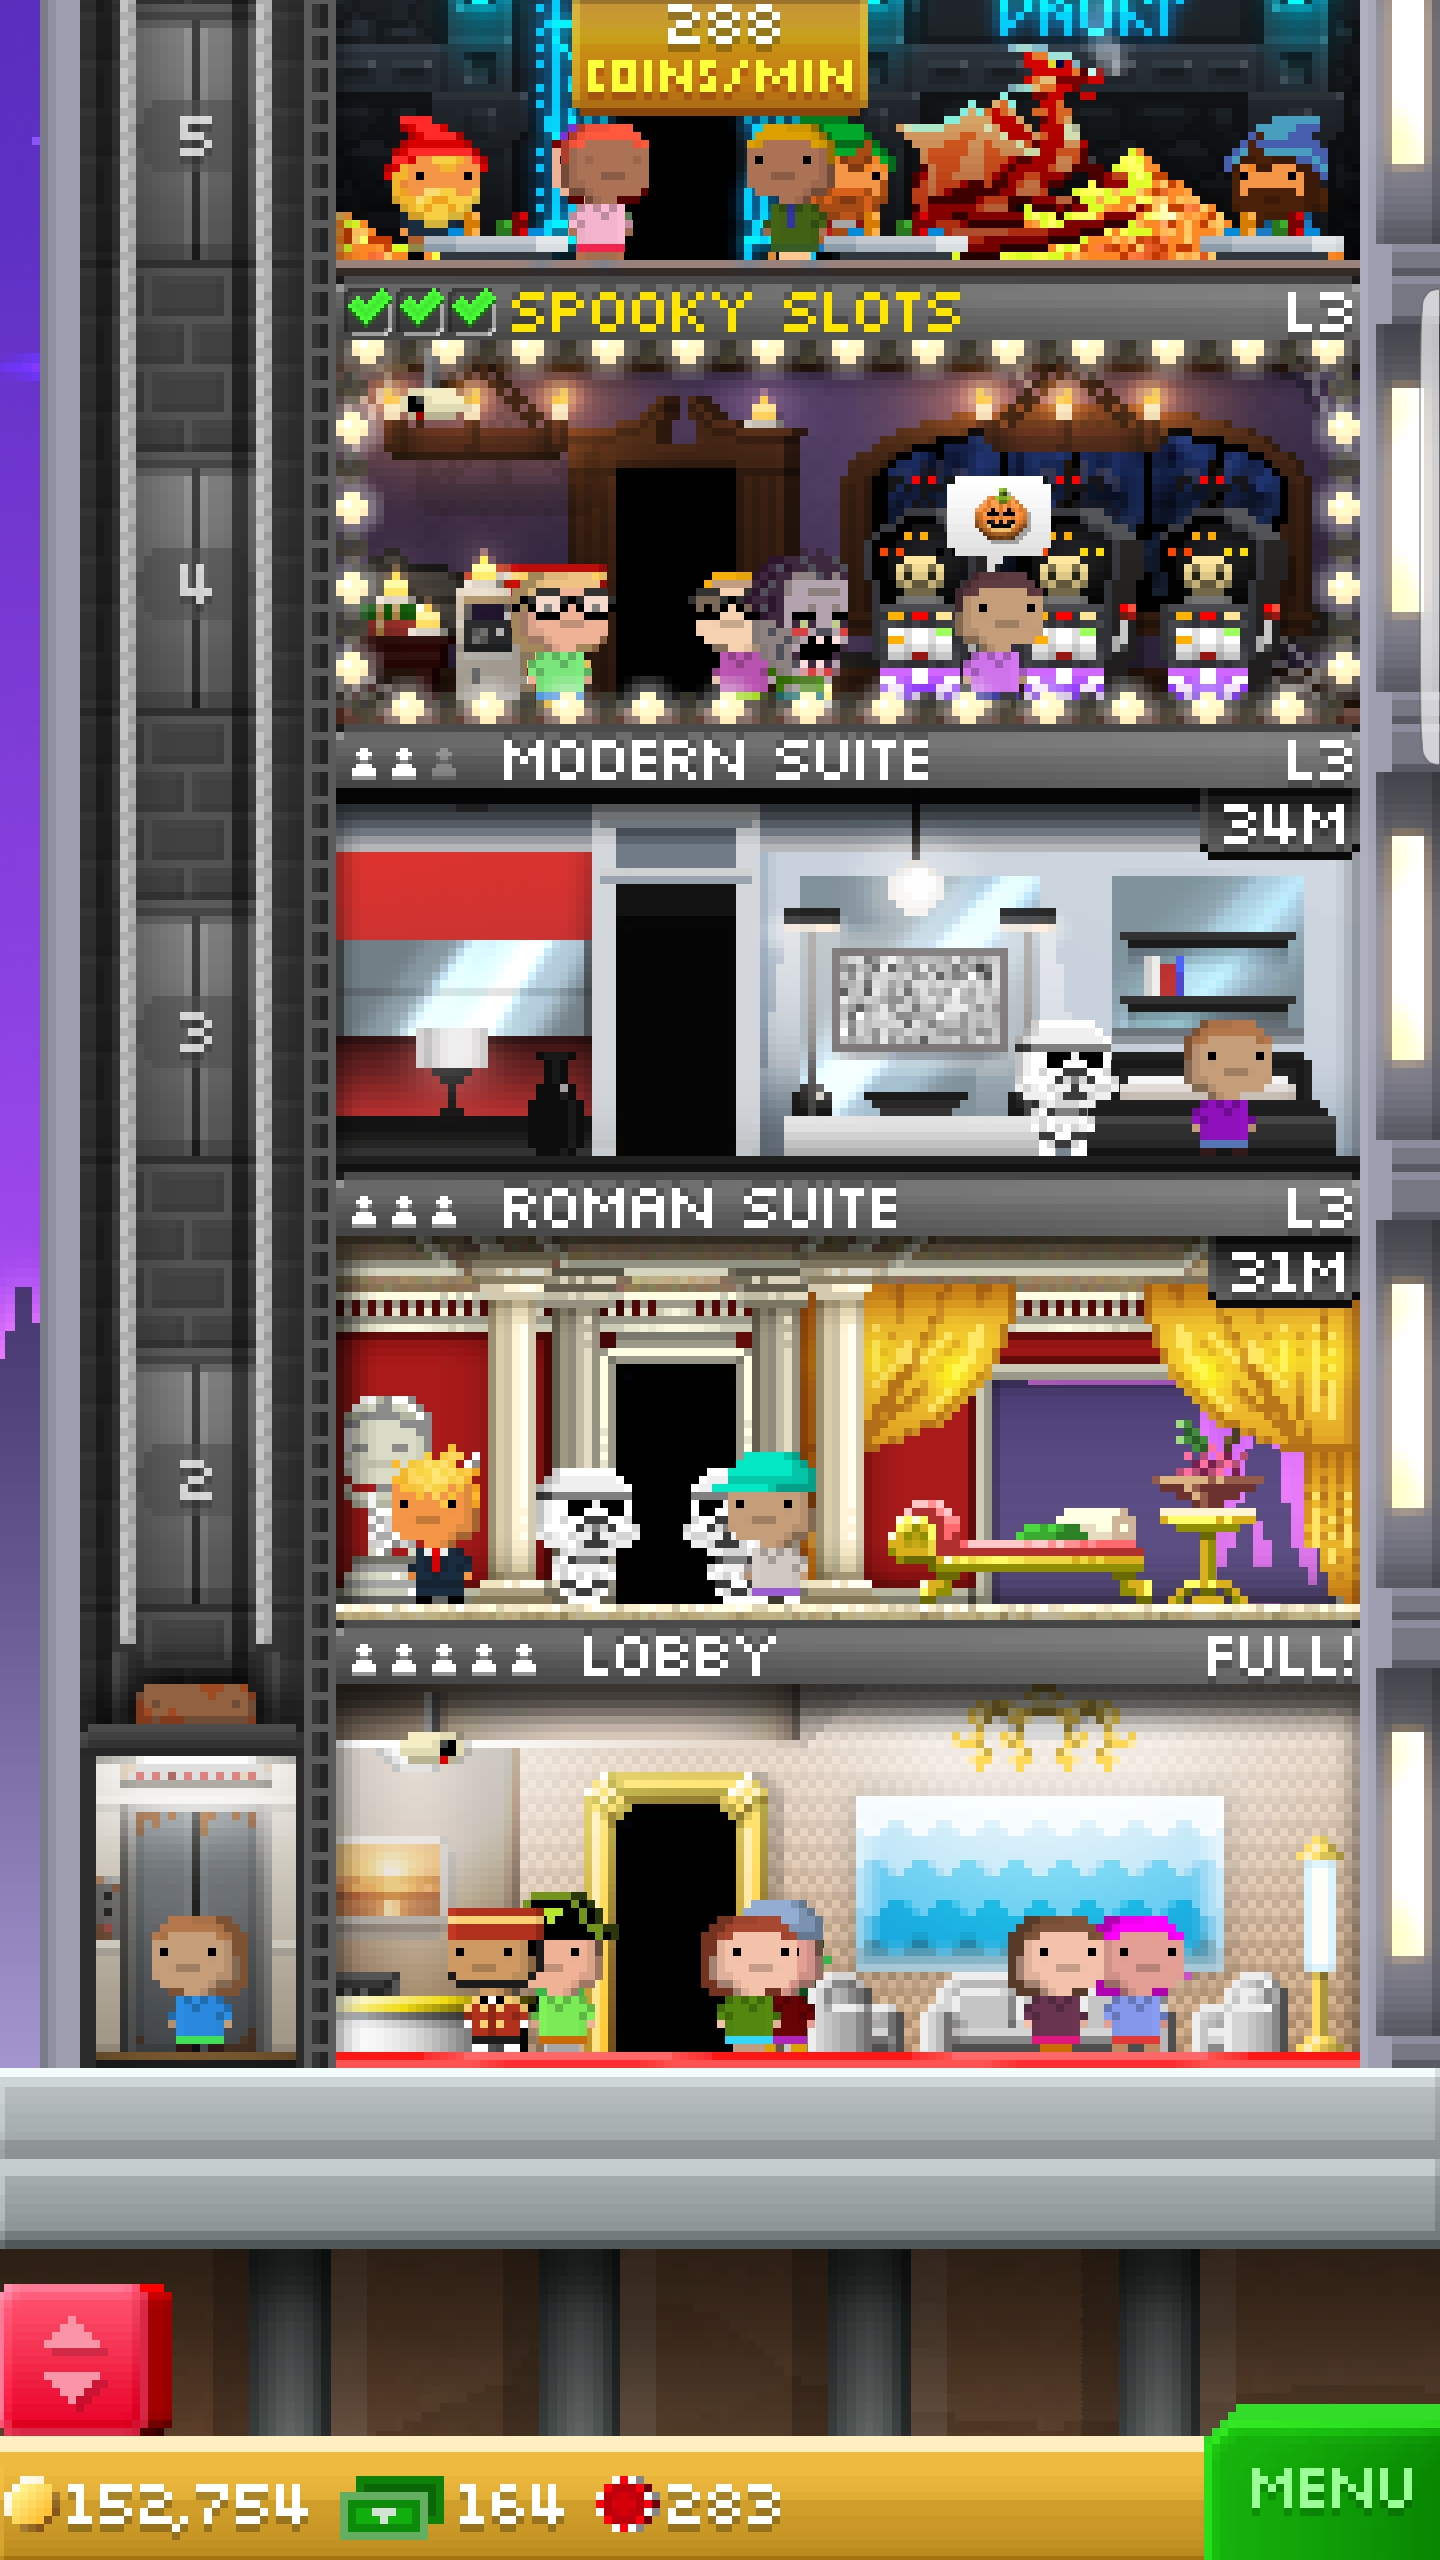 288
COINS/MIN
5
SPOOKY SLOTS L3
4
MODERN SUITE L3
34M
3
ROMAN SUITE L3
31M
2
LOBBY FULL!
152,754 164 283
MENU